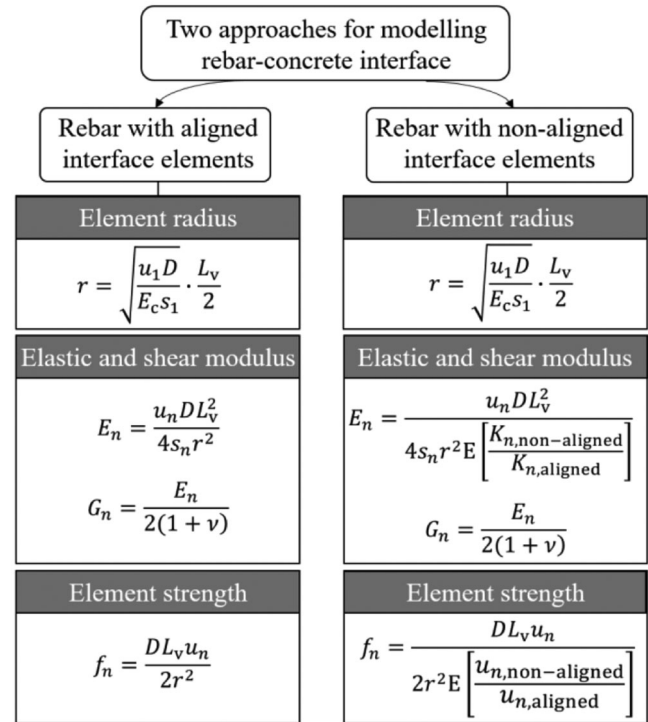 Two approaches for modelling
rebar-concrete interface
Rebar with aligned
interface elements
Element radius
r = √(u₁D / E_c s₁) · L_v / 2
Elastic and shear modulus
E_n = u_n D L_v² / 4s_n r²
G_n = E_n / 2(1 + ν)
Element strength
f_n = D L_v u_n / 2r²
Rebar with non-aligned
interface elements
Element radius
r = √(u₁D / E_c s₁) · L_v / 2
Elastic and shear modulus
E_n = u_n D L_v² / 4s_n r² E [K_n,non−aligned / K_n,aligned]
G_n = E_n / 2(1 + ν)
Element strength
f_n = D L_v u_n / 2r² E [u_n,non−aligned / u_n,aligned]